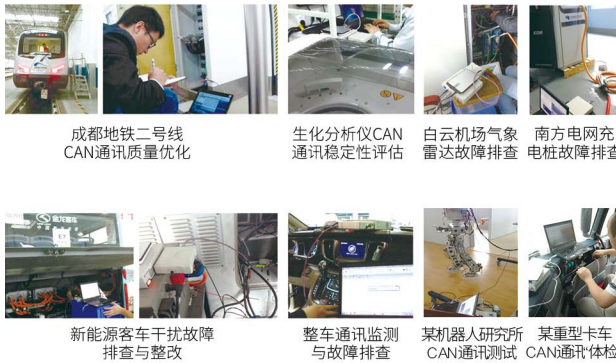 成都地铁二号线
CAN通讯质量优化
生化分析仪CAN
通讯稳定性评估
白云机场气象
雷达故障排查
南方电网充
电桩故障排查
新能源客车干扰故障
排查与整改
整车通讯监测
与故障排查
某机器人研究所
CAN通讯测试
某重型卡车
CAN通讯“体检